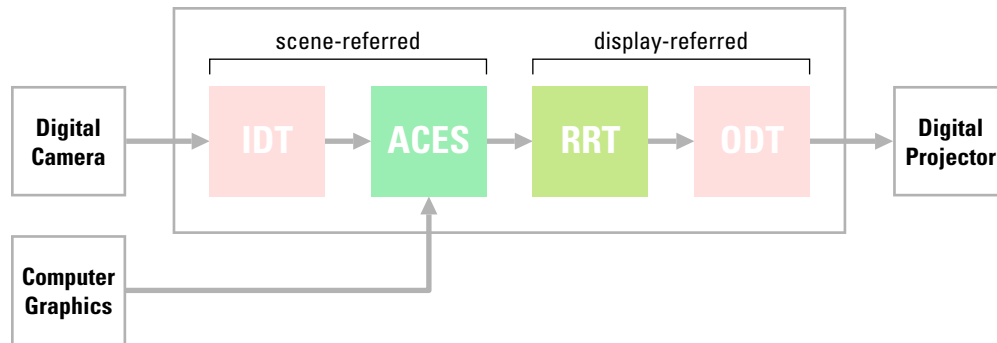 scene-referred
display-referred
Digital
Camera
IDT
ACES
RRT
ODT
Digital
Projector
Computer
Graphics